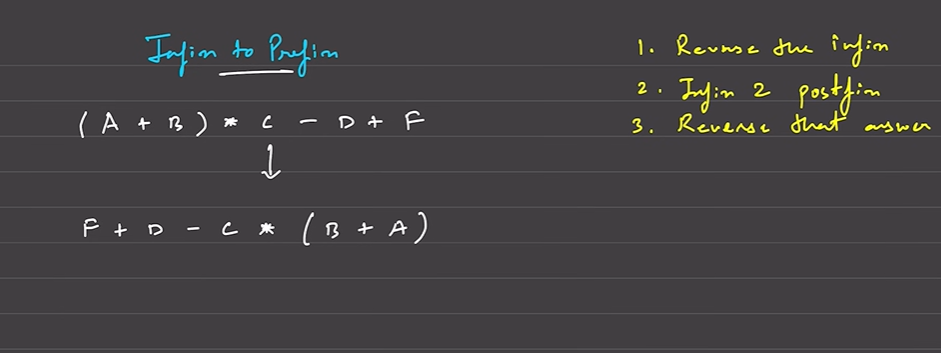 Infix to Prefix
(A + B) * C - D + F
↓
F + D - C * (B + A)
1. Reverse the infix
2. Infix 2 postfix
3. Reverse that answer